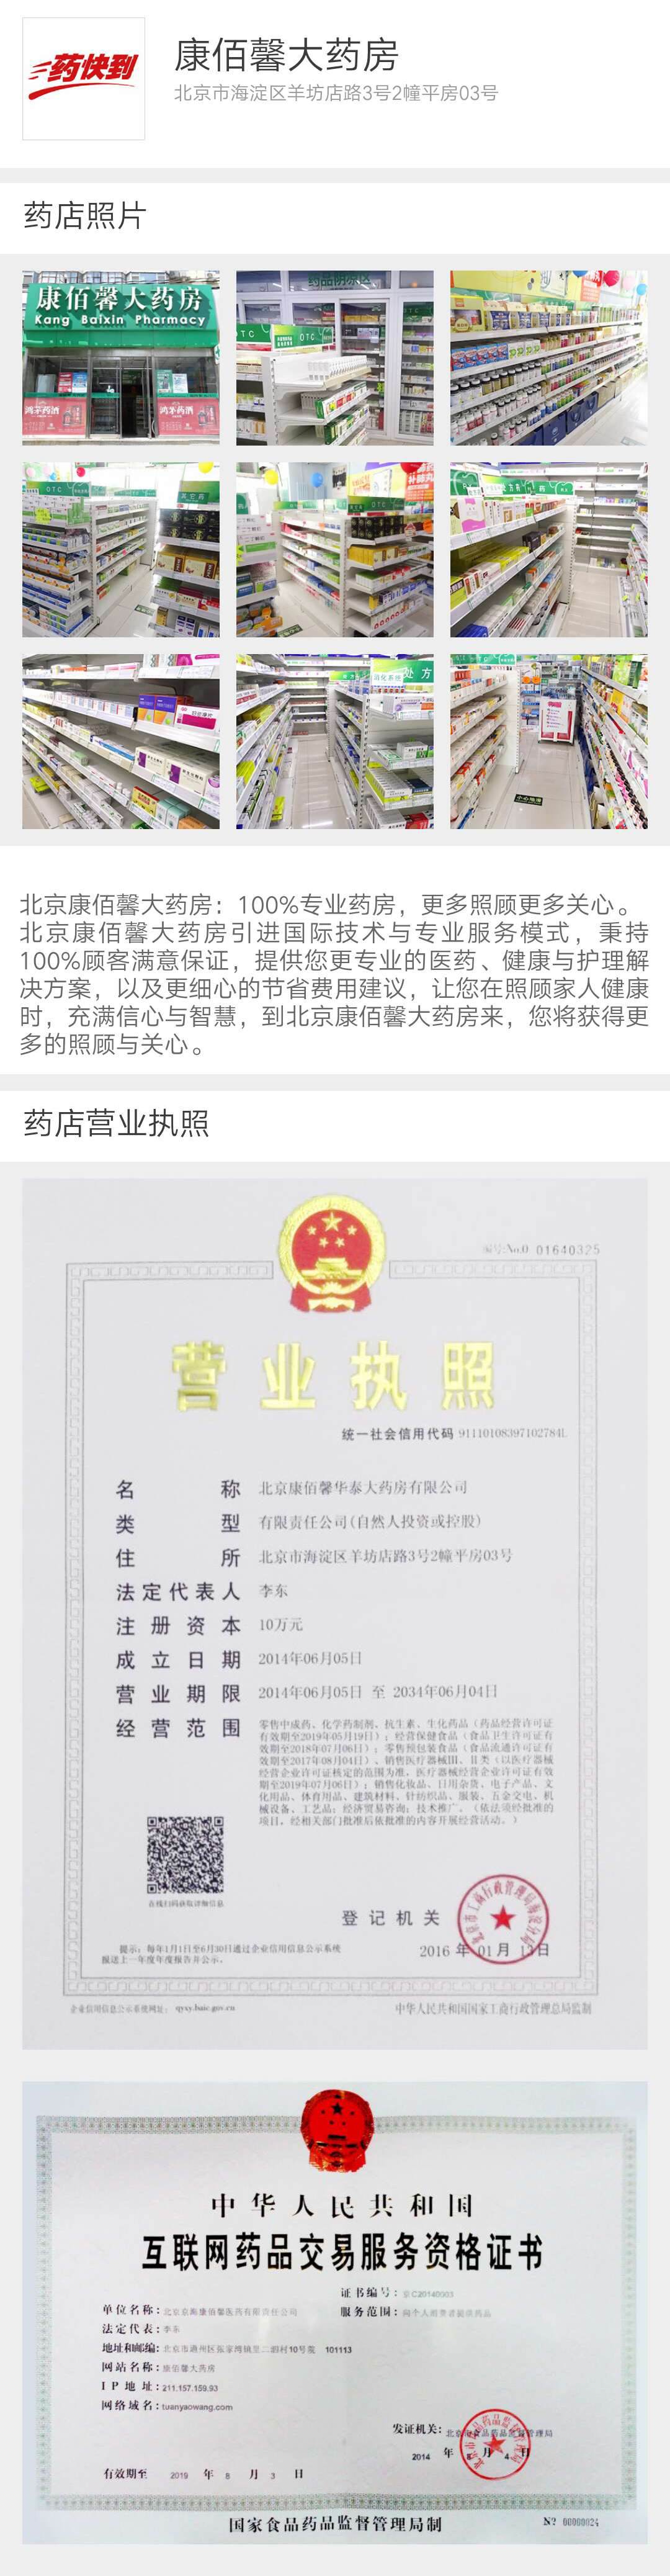 药快到
康佰馨大药房
北京市海淀区羊坊店路3号2幢平房03号
药店照片
康佰馨大药房
Kang Baixin Pharmacy
鸿茅药酒
鸿茅药酒
OTC
OTC
OTC
OTC
消化系统
处方
小心地滑
北京康佰馨大药房：100%专业药房，更多照顾更多关心。
北京康佰馨大药房引进国际技术与专业服务模式，秉持
100%顾客满意保证，提供您更专业的医药、健康与护理解
决方案，以及更细心的节省费用建议，让您在照顾家人健康
时，充满信心与智慧，到北京康佰馨大药房来，您将获得更
多的照顾与关心。
药店营业执照
编号:No.0 01640325
营业执照
统一社会信用代码 91110108397102784L
名称 北京康佰馨华泰大药房有限公司
类型 有限责任公司(自然人投资或控股)
住所 北京市海淀区羊坊店路3号2幢平房03号
法定代表人 李东
注册资本 10万元
成立日期 2014年06月05日
营业期限 2014年06月05日 至 2034年06月04日
经营范围 零售中成药、化学药制剂、抗生素、生化药品（药品经营许可证
有效期至2019年05月19日）；经营保健食品（食品卫生许可证有
效期至2018年07月06日）；零售预包装食品（食品流通许可证有
效期至2017年08月04日）、销售医疗器械III、II类（以医疗器械
经营企业许可证核定的范围为准，医疗器械经营企业许可证有效
期至2019年07月06日）；销售化妆品、日用杂货、电子产品、文
化用品、体育用品、建筑材料、针纺织品、服装、五金交电、机
械设备、工艺品；经济贸易咨询；技术推广。（依法须经批准的
项目，经相关部门批准后依批准的内容开展经营活动。）
在线扫码获取详细信息
登记机关
2016 年 01 月 13 日
提示：每年1月1日至6月30日通过企业信用信息公示系统
报送上一年度年度报告并公示。
企业信用信息公示系统网址： qyxy.baic.gov.cn
中华人民共和国国家工商行政管理总局监制
中华人民共和国
互联网药品交易服务资格证书
证书编号：京C20140003
单位名称：北京京海康佰馨医药有限责任公司
服务范围：向个人消费者提供药品
法定代表：李东
网站名称：康佰馨大药房
IP地址：211.157.159.93
网络域名：tuanyaowang.com
发证机关：北京市食品药品监督管理局
2014 年 8 月 4 日
有效期至 2019 年 8 月 3 日
国家食品药品监督管理局制
№ 00000024